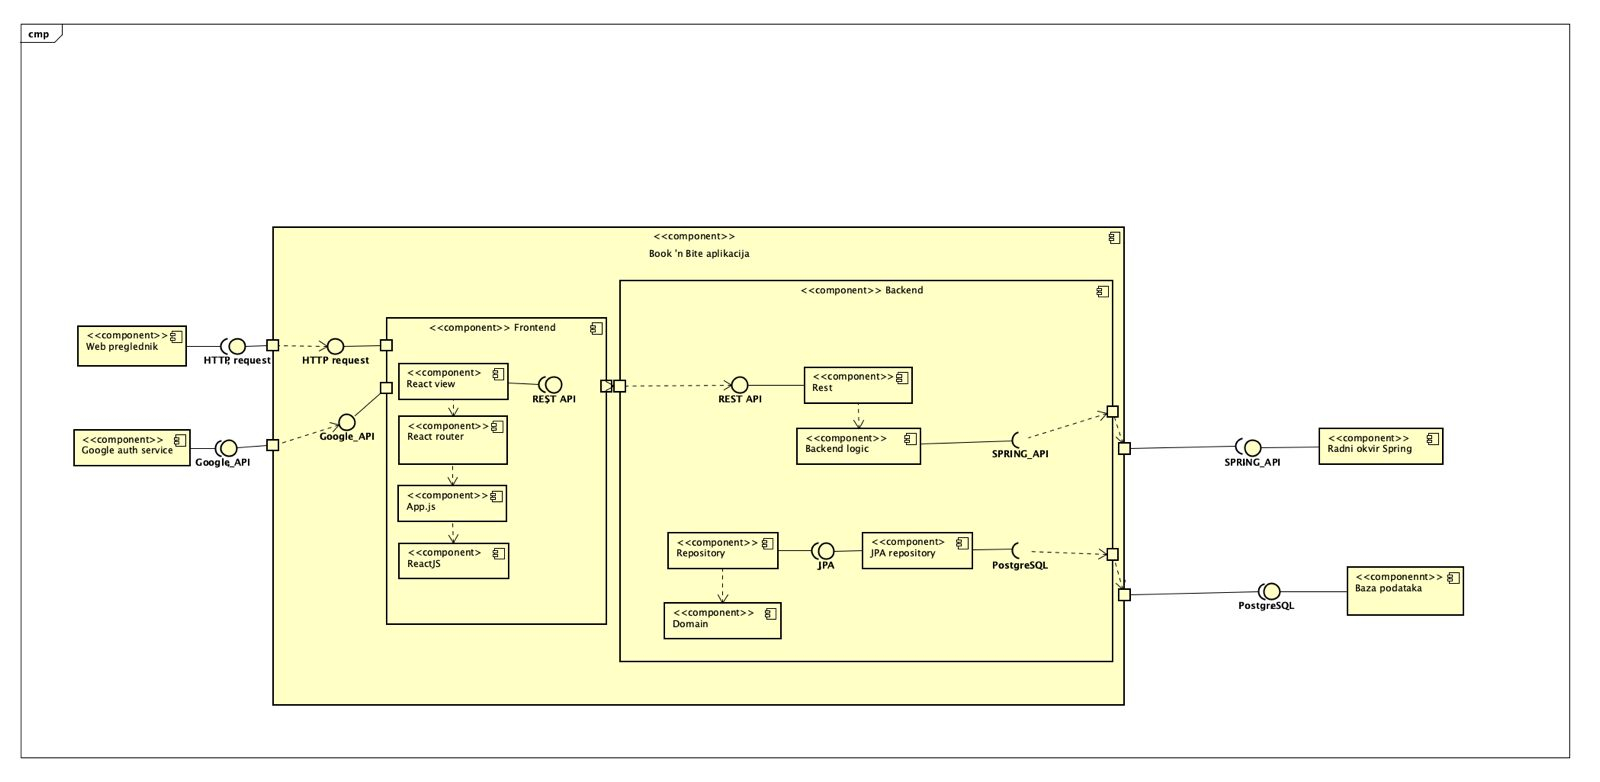 cmp
<<component>>
Book 'n Bite aplikacija
<<component>> Backend
<<component>> Frontend
<<component>>
Web preglednik
HTTP request
HTTP request
<<component>
React view
REST API
REST API
<<component>>
Rest
<<component>>
React router
Google_API
<<component>>
Google auth service
Google_API
<<component>>
Backend logic
SPRING_API
SPRING_API
<<component>>
Radni okvir Spring
<<component>>
App.js
<<component>
ReactJS
<<component>>
Repository
JPA
<<component>
JPA repository
PostgreSQL
<<componennt>>
Baza podataka
PostgreSQL
<<component>>
Domain